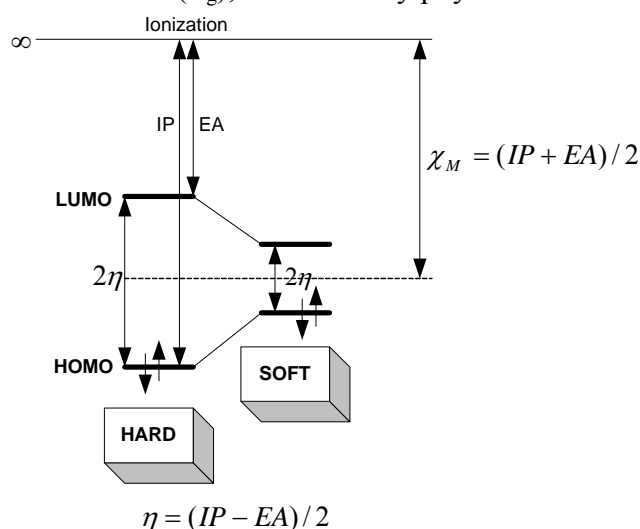 Ionization
∞
IP EA
χ_M = (IP + EA)/2
LUMO
2η 2η
HOMO
SOFT
HARD
η = (IP − EA)/2